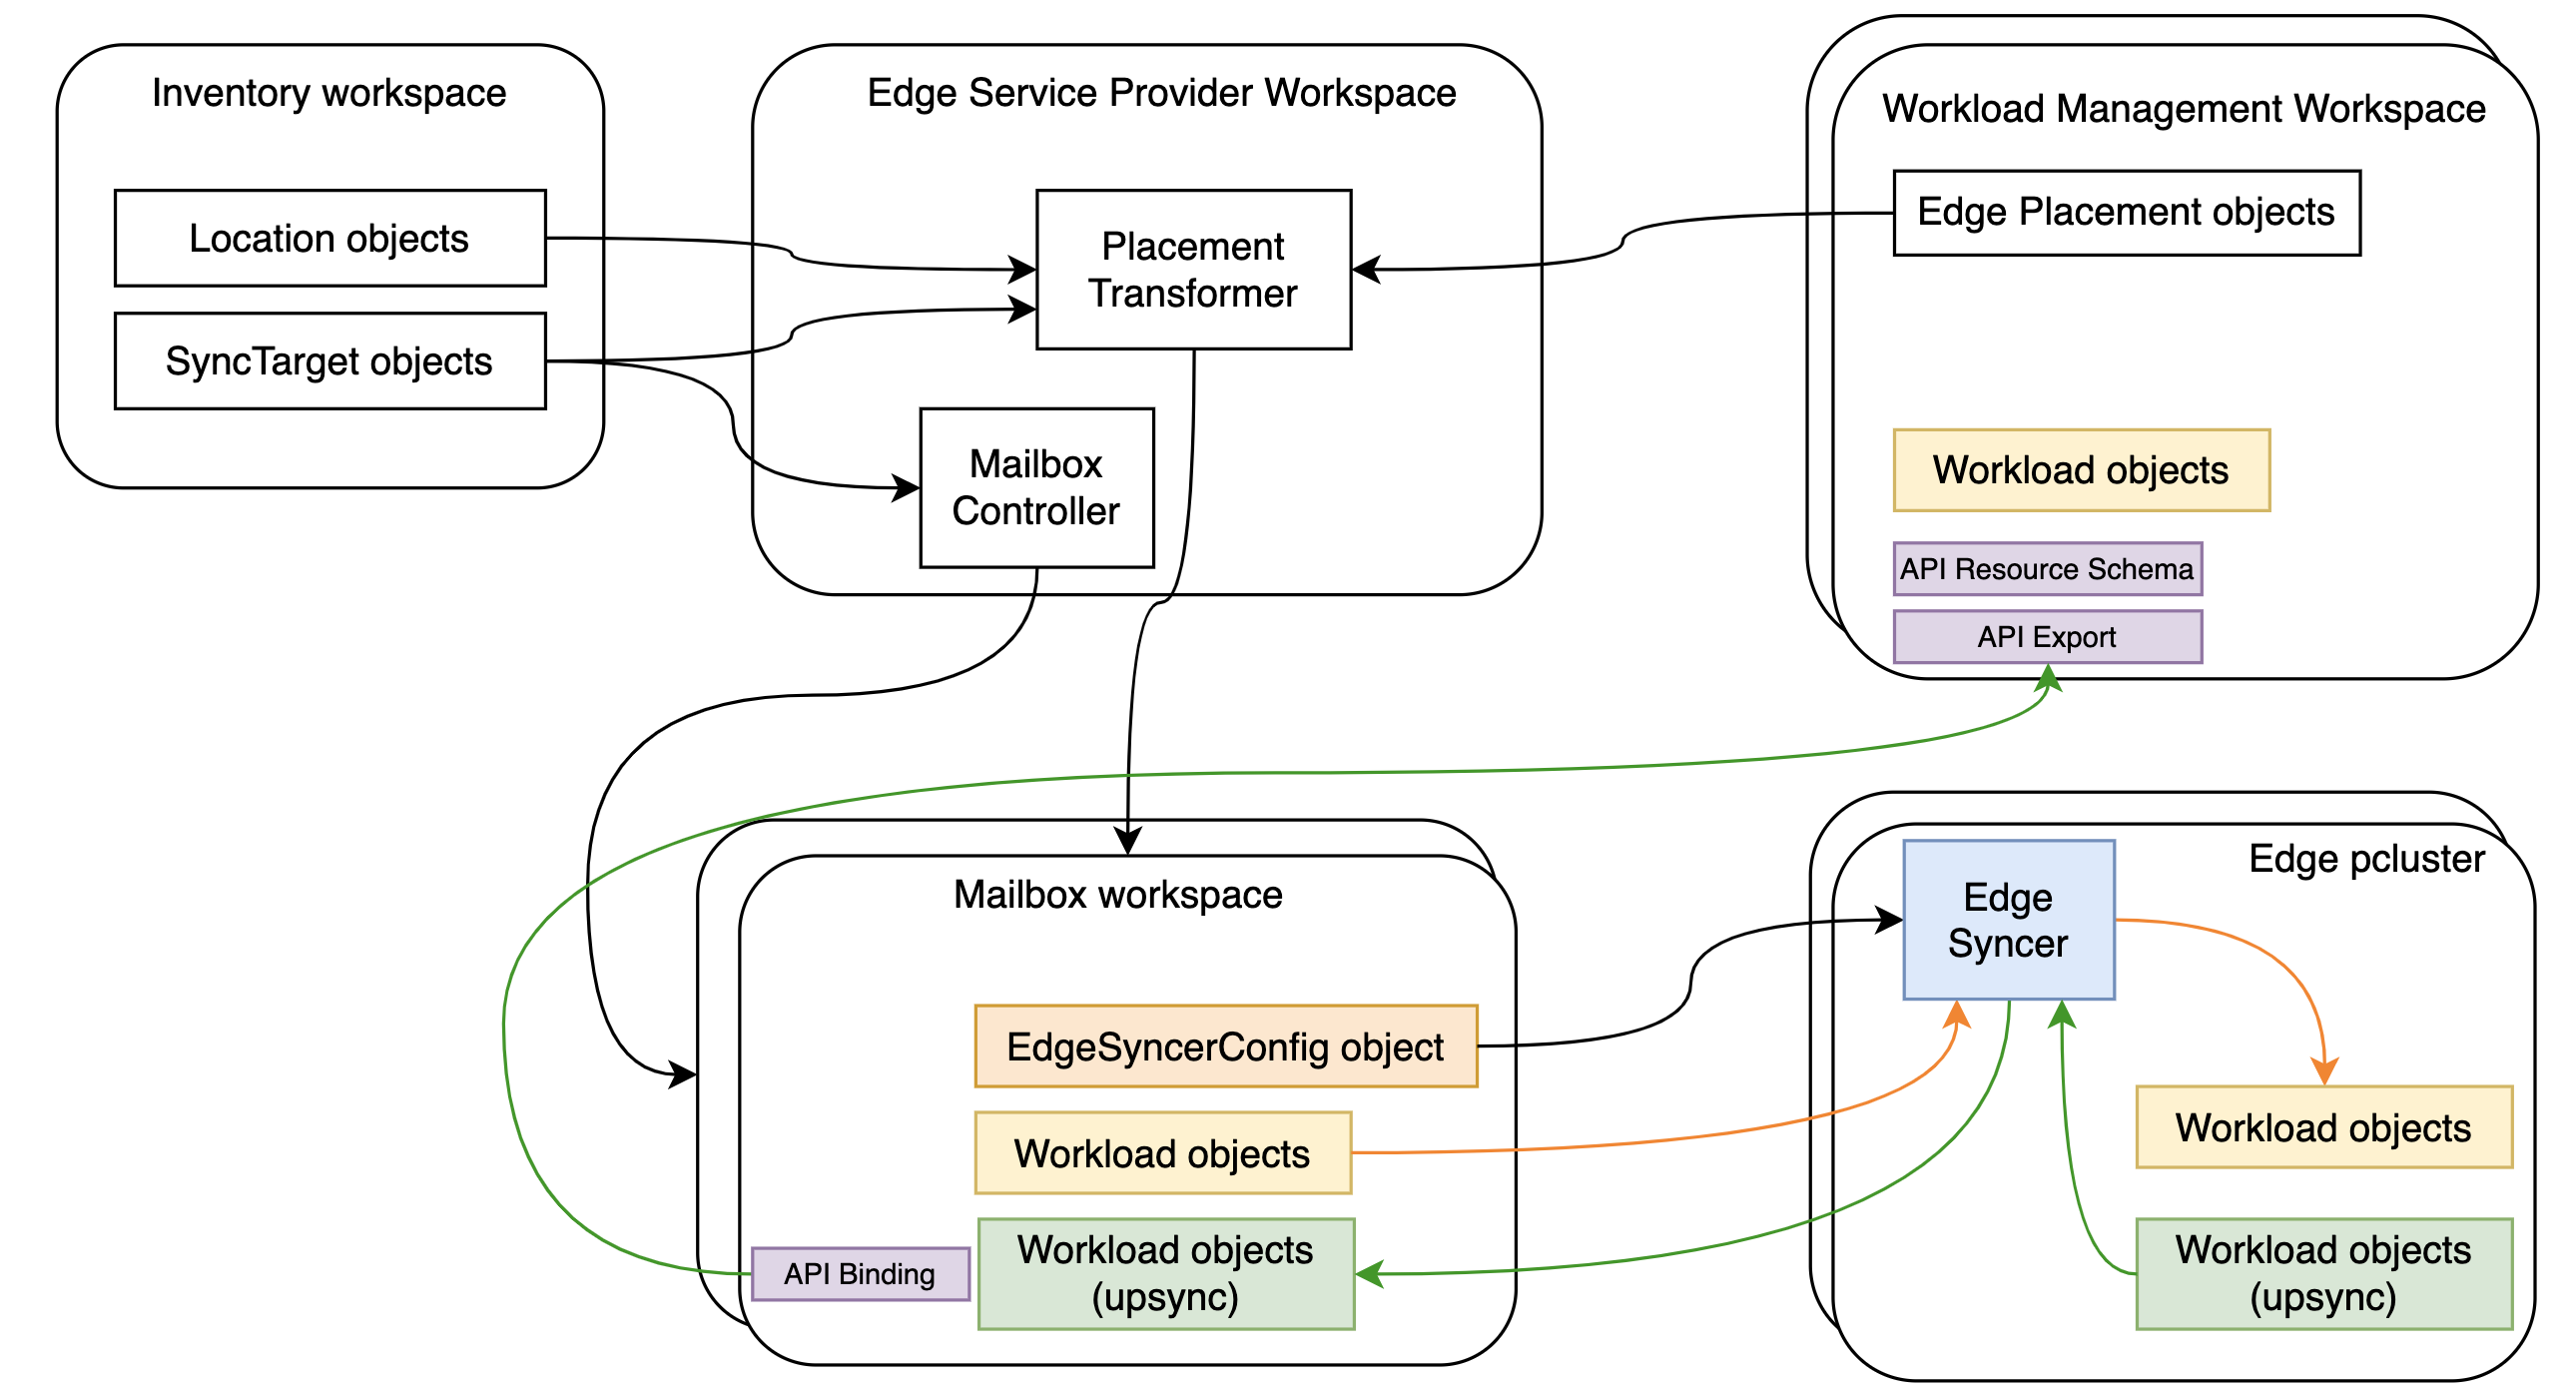 Inventory workspace
Location objects
SyncTarget objects
Edge Service Provider Workspace
Placement
Transformer
Mailbox
Controller
Workload Management Workspace
Edge Placement objects
Workload objects
API Resource Schema
API Export
Mailbox workspace
EdgeSyncerConfig object
Workload objects
API Binding
Workload objects
(upsync)
Edge pcluster
Edge
Syncer
Workload objects
Workload objects
(upsync)